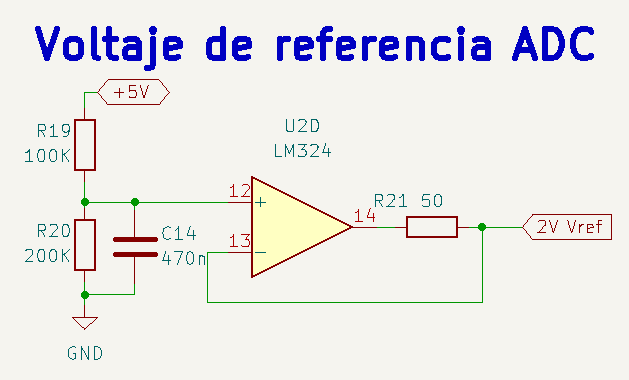 Voltaje de referencia ADC
+5V
R19
100K
U2D
LM324
12
+
13
-
14
R21 50
2V Vref
R20
200K
C14
470n
GND